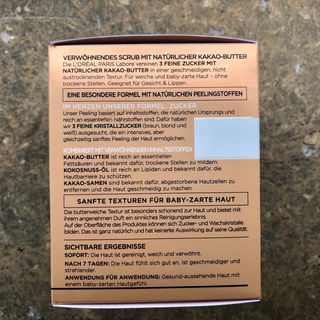 VERWÖHNENDES SCRUB MIT NATÜRLICHER KAKAO-BUTTER
Die L'ORÉAL PARIS Labore vereinen 3 FEINE ZUCKER MIT
NATÜRLICHER KAKAO-BUTTER in einer geschmeidigen, nicht
austrocknenden Textur. Für weiche und baby-zarte Haut – ohne
trockene Stellen. Geeignet für Gesicht & Lippen.
EINE BESONDERE FORMEL MIT NATÜRLICHEN PEELINGSTOFFEN
IM HERZEN UNSERER FORMEL: ZUCKER
Unser Peeling basiert auf Inhaltsstoffen, die natürlichen Ursprungs und
reich an essentiellen Nährstoffen sind. Dafür haben
wir 3 FEINE KRISTALLZUCKER (braun, blond und
weiß) ausgesucht, die ein intensives, aber
gleichzeitig sanftes Peeling der Haut ermöglichen.
KOMBINIERT MIT VERWÖHNENDEN INHALTSSTOFFEN
KAKAO-BUTTER ist reich an essentiellen
Fettsäuren und bekannt dafür, trockene Stellen zu mildern.
KOKOSNUSS-ÖL ist reich an Lipiden und bekannt dafür, die
Hautbarriere zu schützen.
KAKAO-SAMEN sind bekannt dafür, abgestorbene Hautzellen zu
entfernen und die Haut geschmeidig zu machen.
SANFTE TEXTUREN FÜR BABY-ZARTE HAUT
Die butterweiche Textur ist besonders schonend zur Haut und bietet mit
ihrem angenehmen Duft ein sinnliches Reinigungserlebnis.
Auf der Oberfläche des Produktes können sich Zucker- und Wachskristalle
bilden. Das ist ganz natürlich und hat keinerlei Auswirkung auf seine Qualität.
SICHTBARE ERGEBNISSE
SOFORT: Die Haut ist gereinigt, weich und verwöhnt.
NACH 7 TAGEN: Die Haut fühlt sich gut an, ist geschmeidiger und
strahlender.
ANWENDUNG FÜR ANWENDUNG: Gesund-aussehende Haut mit
einem baby-zarten Hautgefühl.